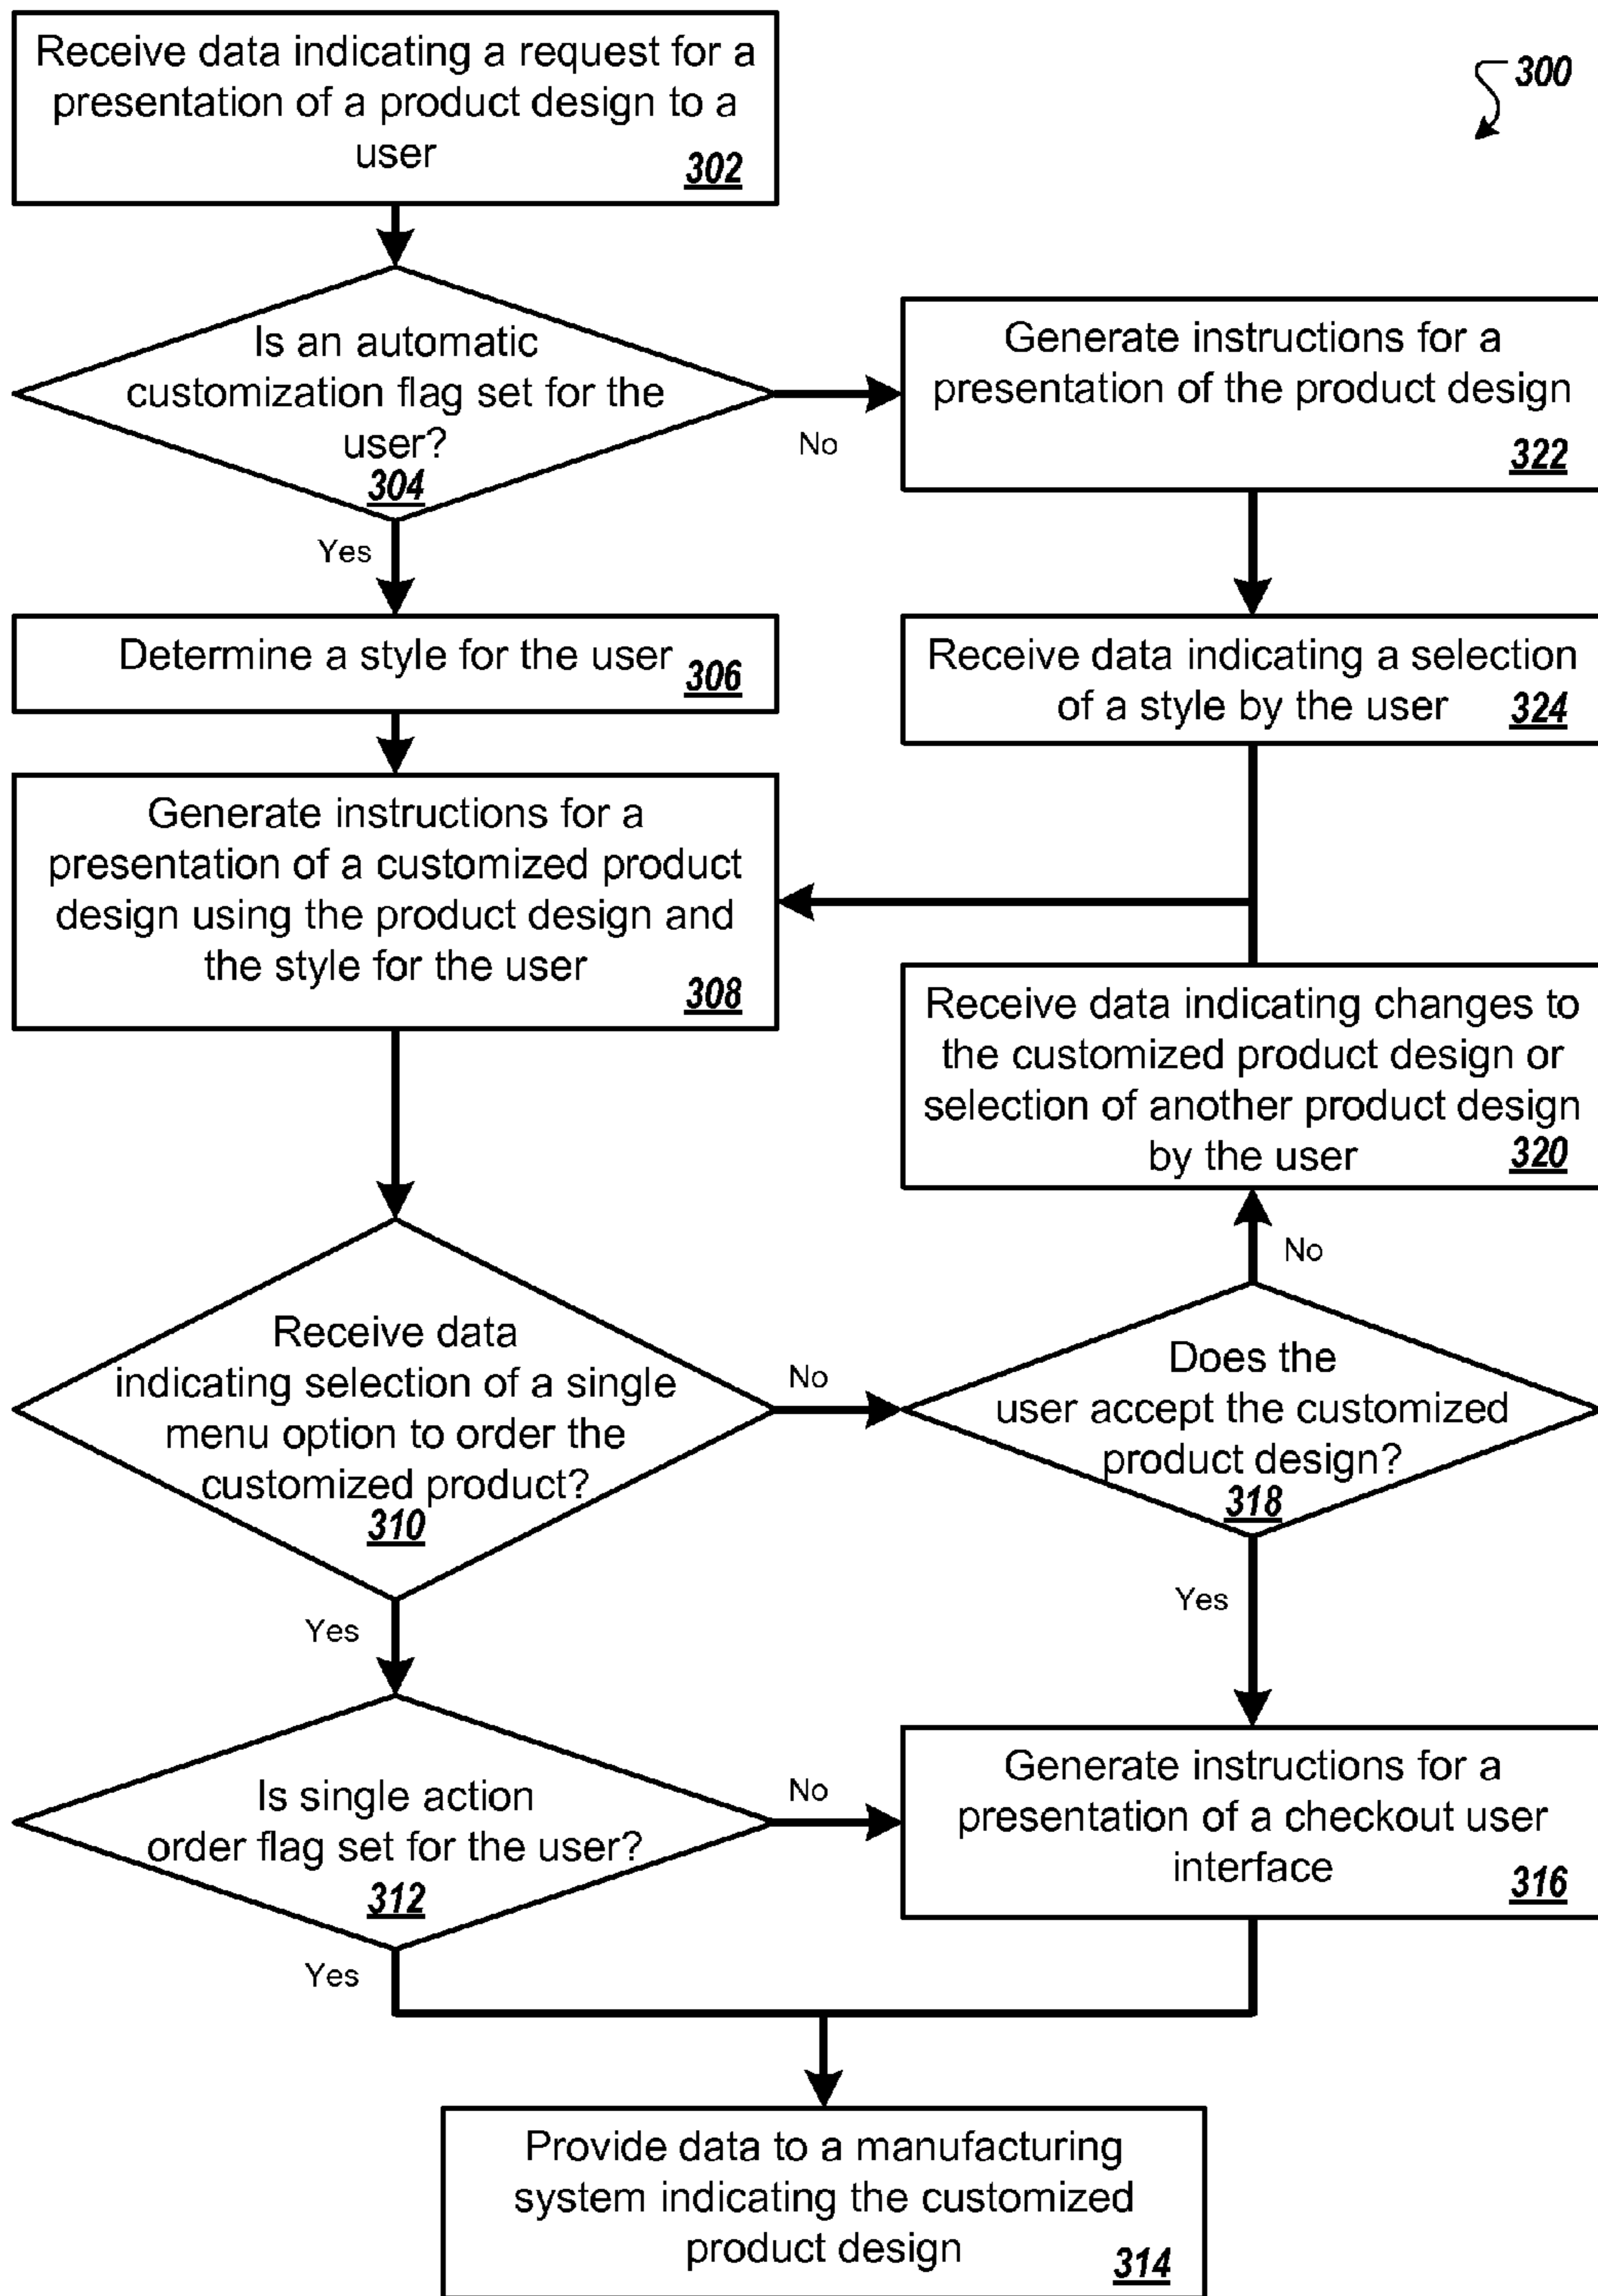 300
Receive data indicating a request for a
presentation of a product design to a
user
302
Is an automatic
customization flag set for the
user?
304
No
Yes
Generate instructions for a
presentation of the product design
322
Determine a style for the user 306
Receive data indicating a selection
of a style by the user 324
Generate instructions for a
presentation of a customized product
design using the product design and
the style for the user
308
Receive data indicating changes to
the customized product design or
selection of another product design
by the user 320
No
Receive data
indicating selection of a single
menu option to order the
customized product?
310
No
Yes
Does the
user accept the customized
product design?
318
Yes
Is single action
order flag set for the user?
312
No
Yes
Generate instructions for a
presentation of a checkout user
interface
316
Provide data to a manufacturing
system indicating the customized
product design
314